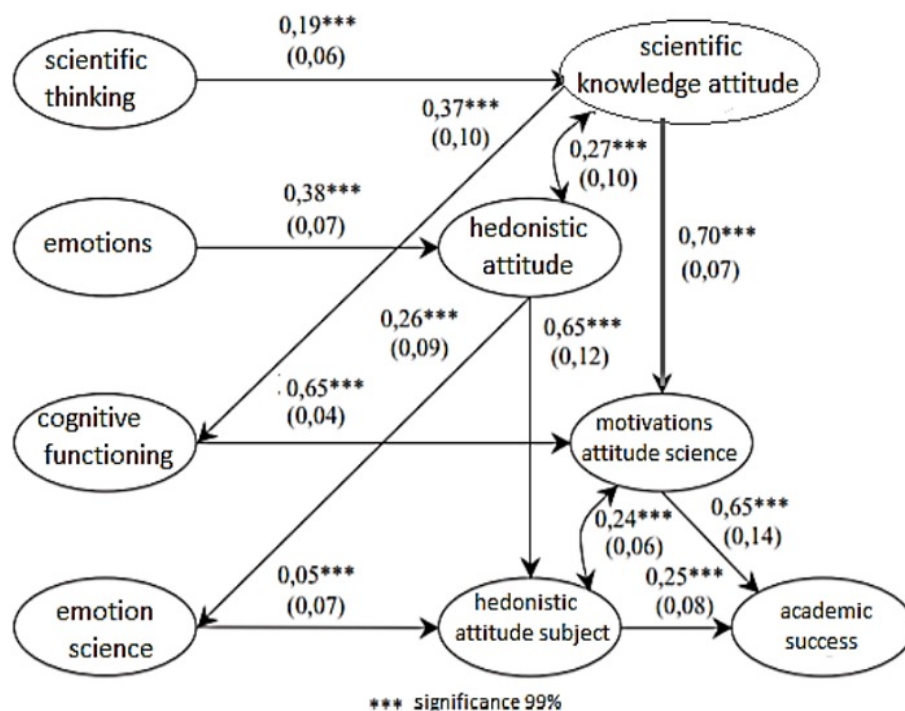 0,19***
(0,06)
scientific
thinking
scientific
knowledge attitude
0,37***
(0,10)
0,27***
(0,10)
0,38***
(0,07)
emotions
hedonistic
attitude
0,70***
(0,07)
0,26***
(0,09)
0,65***
(0,12)
cognitive
functioning
0,65***
(0,04)
motivations
attitude science
0,24***
(0,06)
0,65***
(0,14)
0,05***
(0,07)
0,25***
(0,08)
emotion
science
hedonistic
attitude subject
academic
success
*** significance 99%